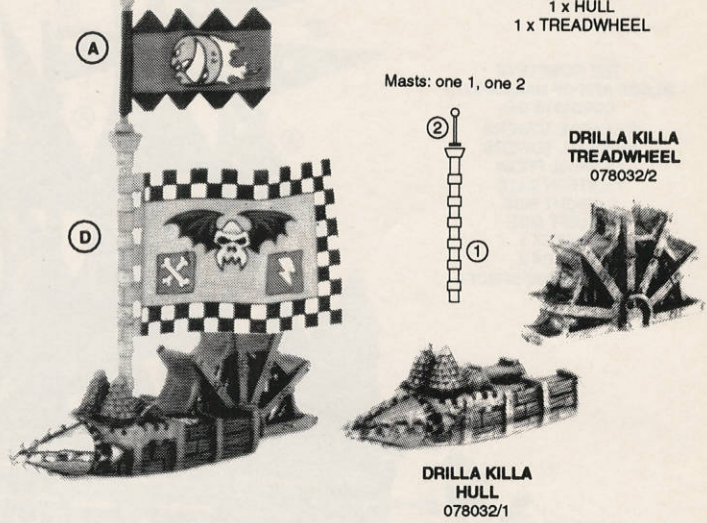 1 x HULL
1 x TREADWHEEL
A
Masts: one 1, one 2
2
DRILLA KILLA
TREADWHEEL
078032/2
D
1
DRILLA KILLA
HULL
078032/1